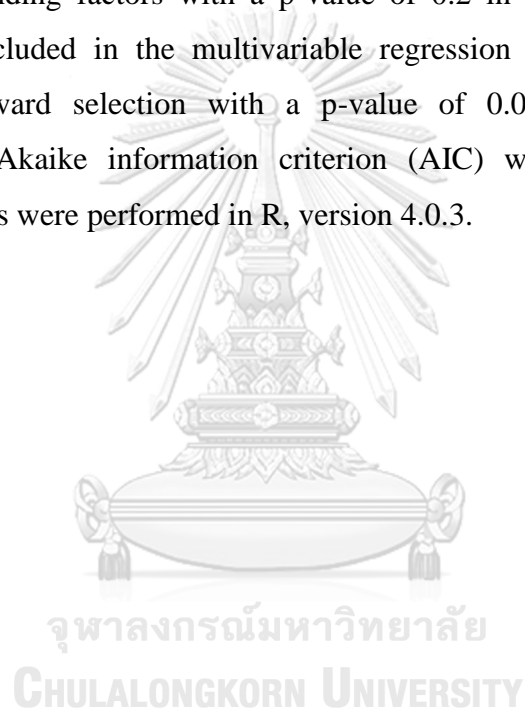 ding factors with a p-value of 0.2 in
cluded in the multivariable regression
ward selection with a p-value of 0.0
Akaike information criterion (AIC) w
s were performed in R, version 4.0.3.
จุฬาลงกรณ์มหาวิทยาลัย
CHULALONGKORN UNIVERSITY